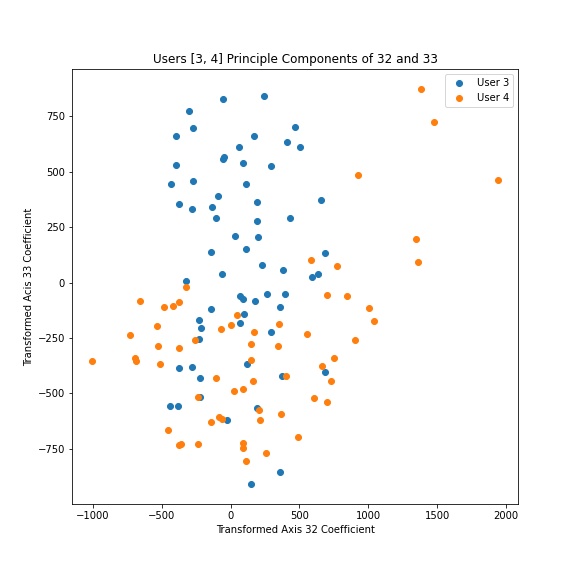 Users [3, 4] Principle Components of 32 and 33
User 3
User 4
750
500
250
0
−250
−500
−750
Transformed Acis 33 Coefficient
−1000
−500
0
500
1000
1500
2000
Transformed Axis 32 Coefficient